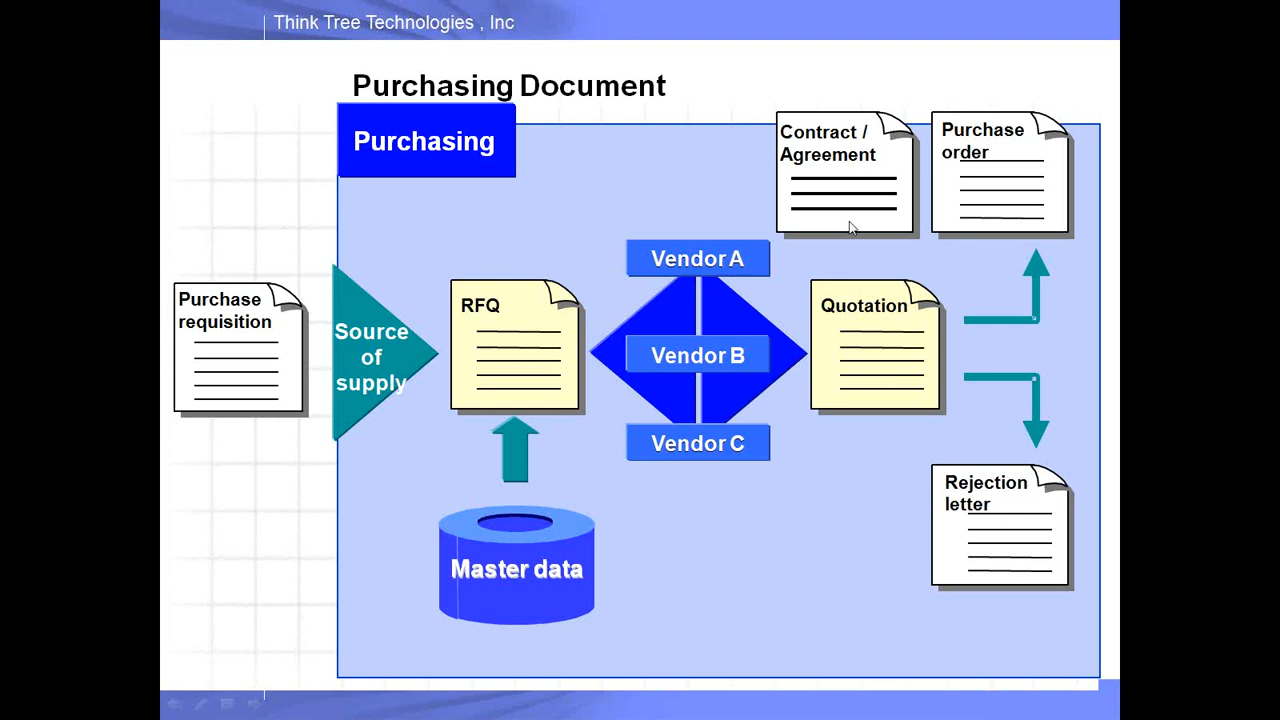 Think Tree Technologies , Inc
Purchasing Document
Purchasing
Contract /
Agreement
Purchase
order
Vendor A
Purchase
requisition
Source
of
supply
RFQ
Vendor B
Quotation
Vendor C
Rejection
letter
Master data